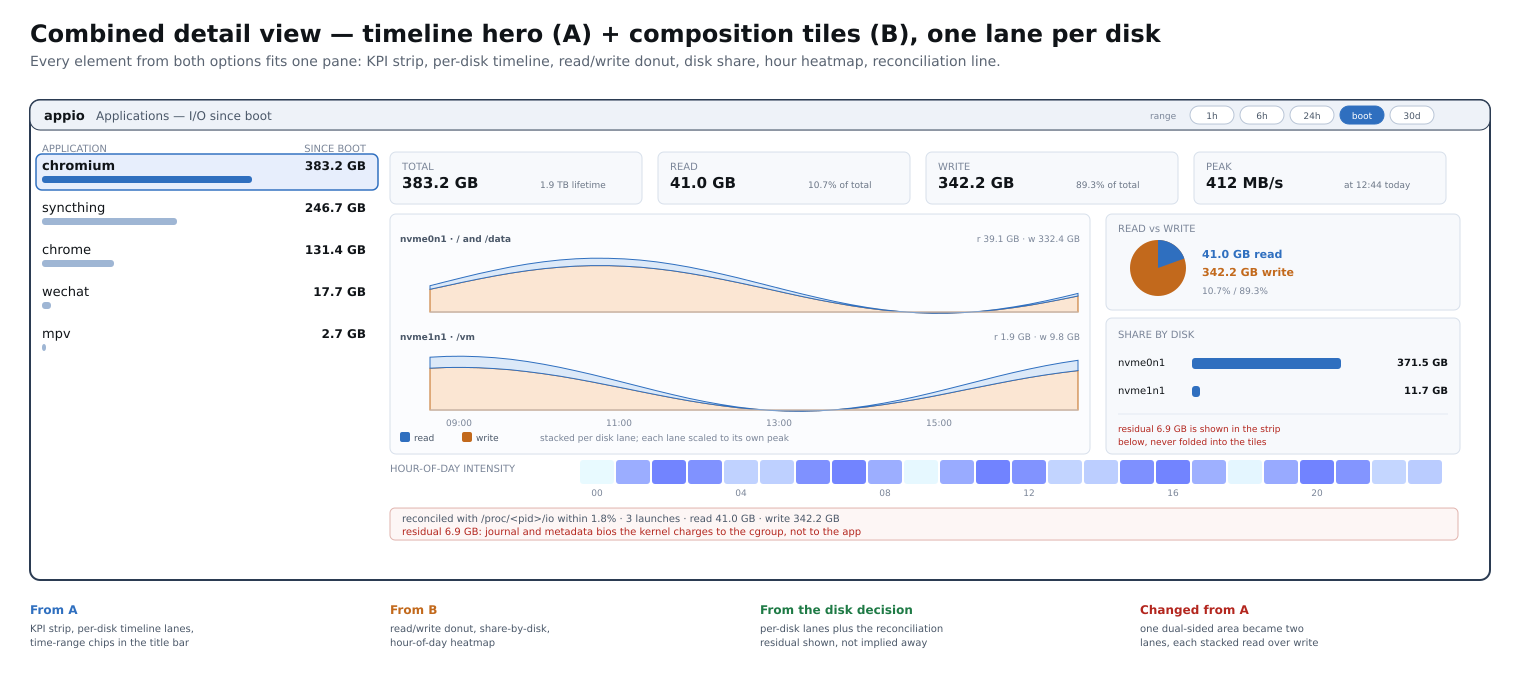 Combined detail view — timeline hero (A) + composition tiles (B), one lane per disk
Every element from both options fits one pane: KPI strip, per-disk timeline, read/write donut, disk share, hour heatmap, reconciliation line.
appio Applications — I/O since boot
range 1h 6h 24h boot 30d
APPLICATION SINCE BOOT
chromium 383.2 GB
syncthing 246.7 GB
chrome 131.4 GB
wechat 17.7 GB
mpv 2.7 GB
TOTAL
383.2 GB 1.9 TB lifetime
READ
41.0 GB 10.7% of total
WRITE
342.2 GB 89.3% of total
PEAK
412 MB/s at 12:44 today
nvme0n1 · / and /data r 39.1 GB · w 332.4 GB
nvme1n1 · /vm r 1.9 GB · w 9.8 GB
09:00 11:00 13:00 15:00
read write stacked per disk lane; each lane scaled to its own peak
READ vs WRITE
41.0 GB read
342.2 GB write
10.7% / 89.3%
SHARE BY DISK
nvme0n1 371.5 GB
nvme1n1 11.7 GB
residual 6.9 GB is shown in the strip
below, never folded into the tiles
HOUR-OF-DAY INTENSITY
00 04 08 12 16 20
reconciled with /proc/<pid>/io within 1.8% · 3 launches · read 41.0 GB · write 342.2 GB
residual 6.9 GB: journal and metadata bios the kernel charges to the cgroup, not to the app
From A
KPI strip, per-disk timeline lanes,
time-range chips in the title bar
From B
read/write donut, share-by-disk,
hour-of-day heatmap
From the disk decision
per-disk lanes plus the reconciliation
residual shown, not implied away
Changed from A
one dual-sided area became two
lanes, each stacked read over write